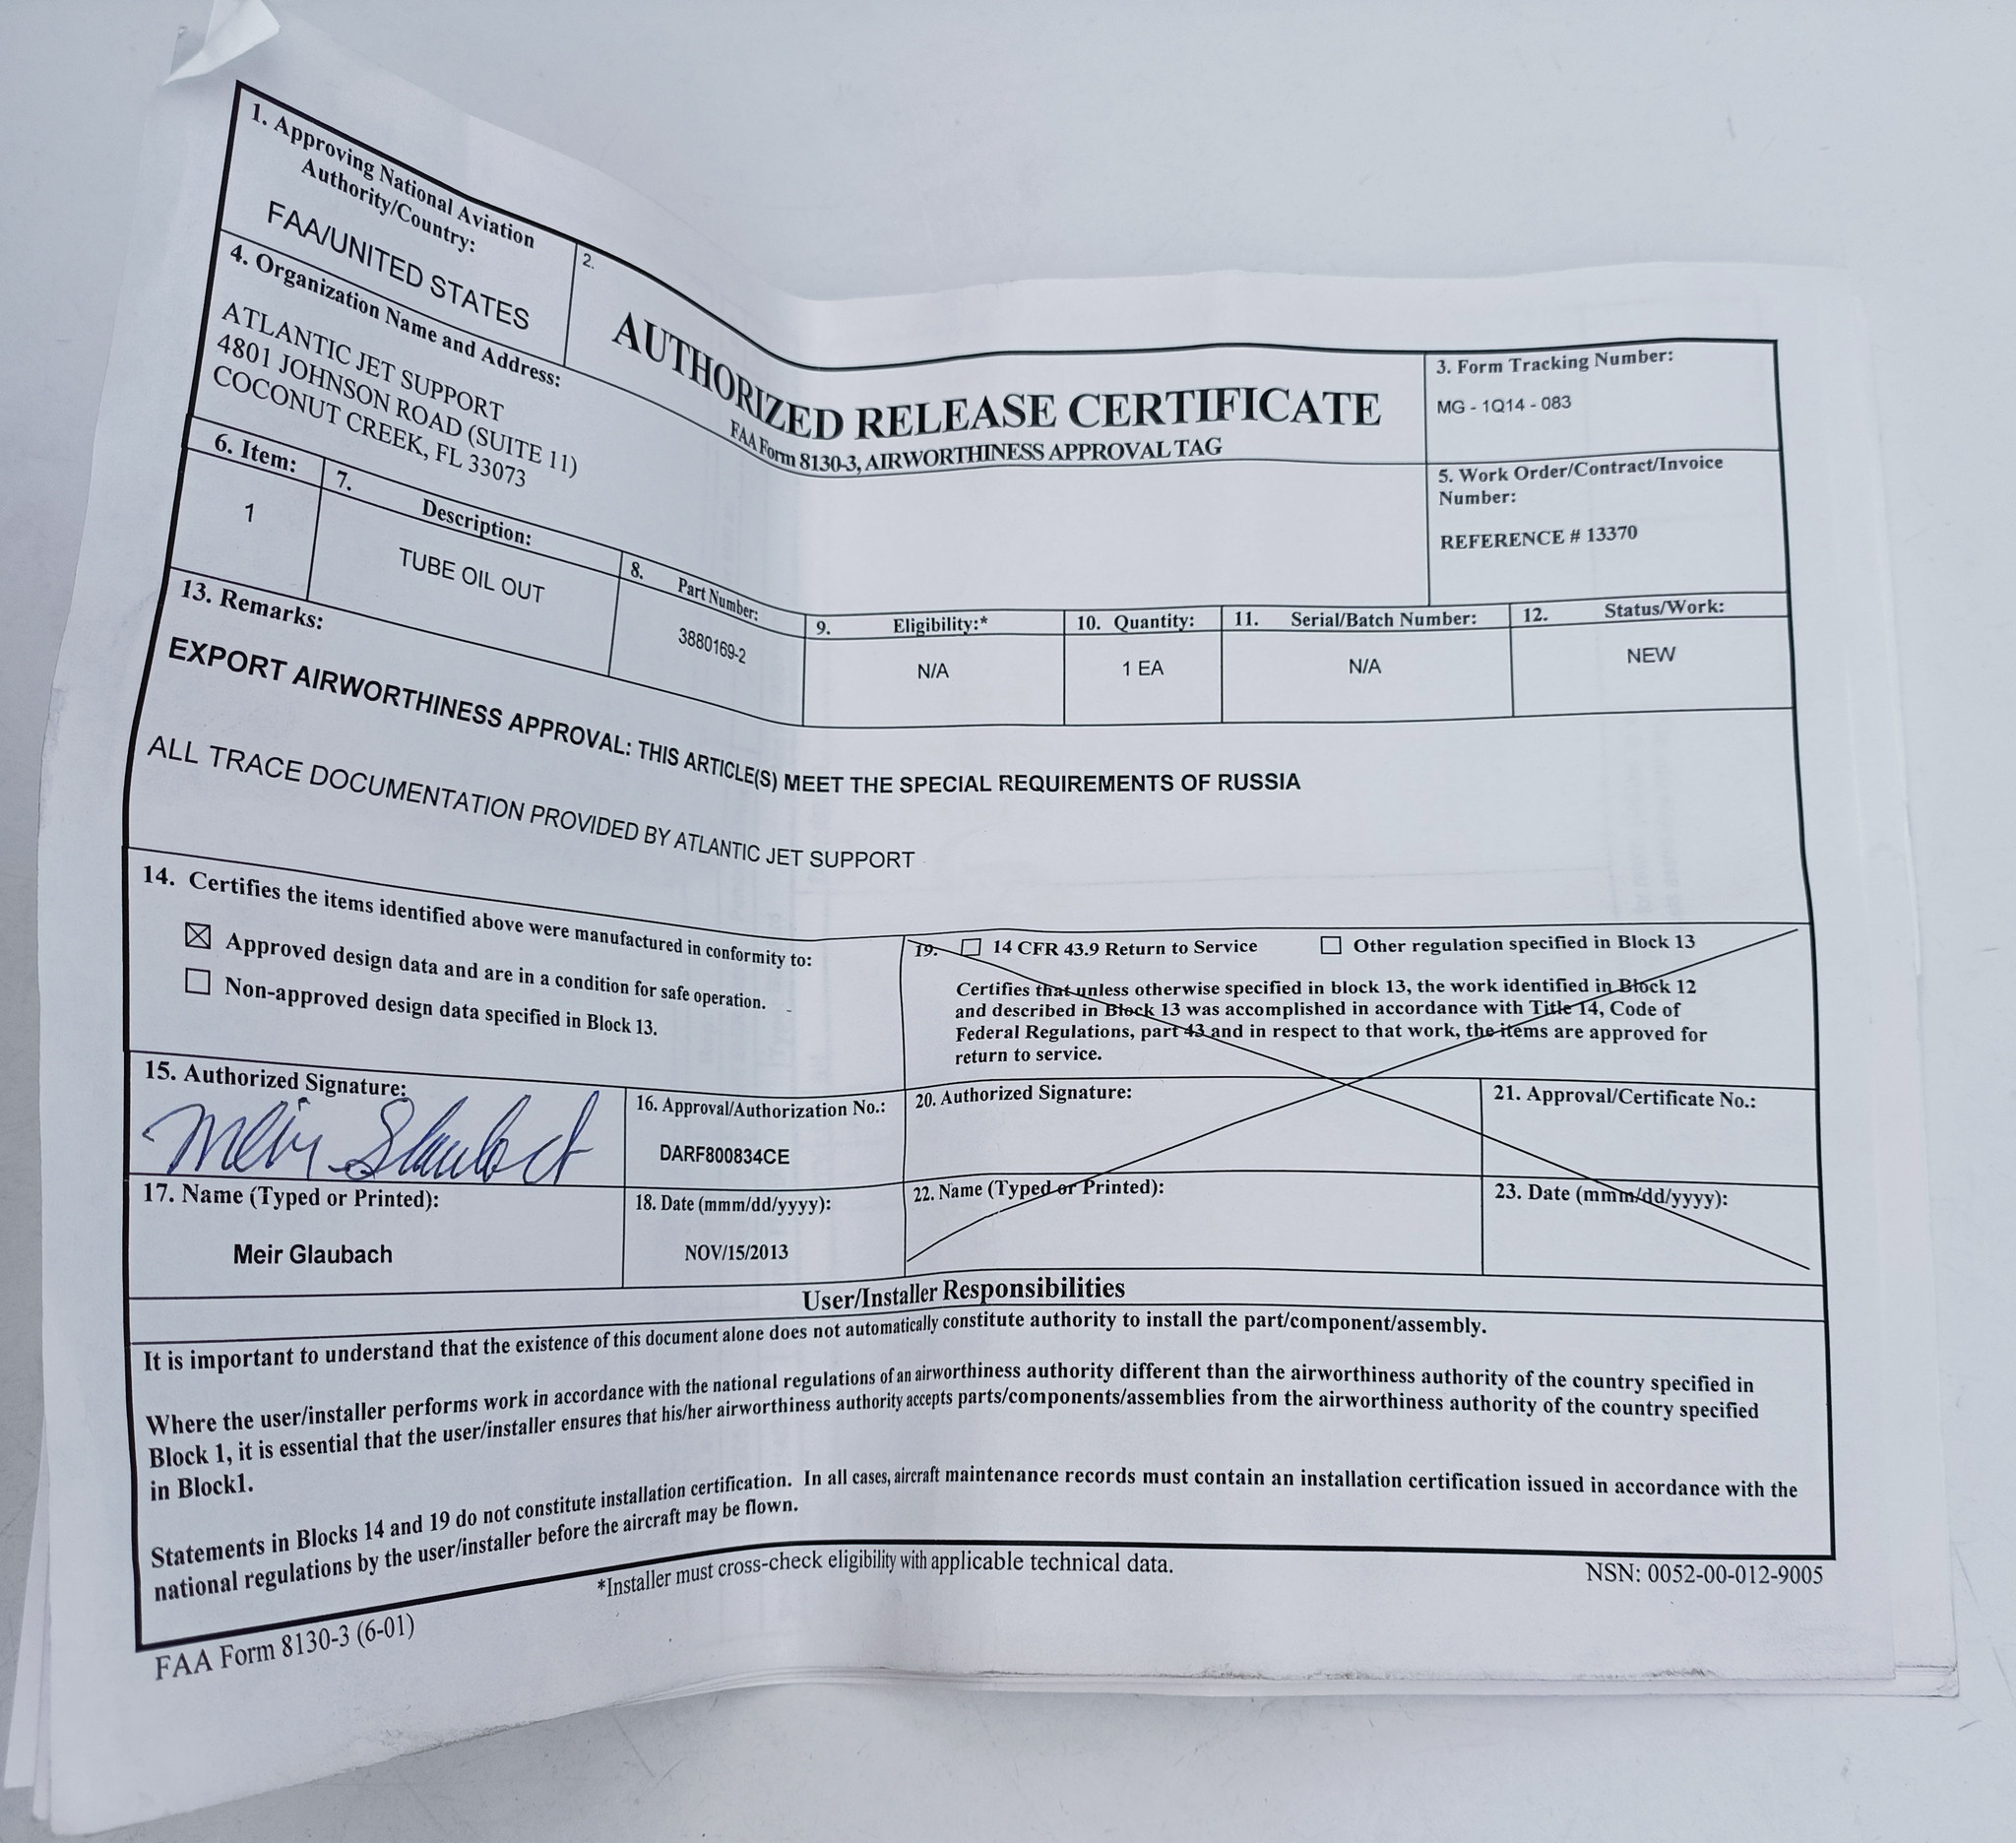 1. Approving National Aviation
Authority/Country:
FAA/UNITED STATES
2.
AUTHORIZED RELEASE CERTIFICATE
FAA Form 8130-3, AIRWORTHINESS APPROVAL TAG
3. Form Tracking Number:
MG - 1Q14 - 083
4. Organization Name and Address:
ATLANTIC JET SUPPORT
4801 JOHNSON ROAD (SUITE 11)
COCONUT CREEK, FL 33073
5. Work Order/Contract/Invoice
Number:
REFERENCE # 13370
6. Item:
1
7. Description:
TUBE OIL OUT
8. Part Number:
3880169-2
9. Eligibility:*
N/A
10. Quantity:
1 EA
11. Serial/Batch Number:
N/A
12. Status/Work:
NEW
13. Remarks:
EXPORT AIRWORTHINESS APPROVAL: THIS ARTICLE(S) MEET THE SPECIAL REQUIREMENTS OF RUSSIA
ALL TRACE DOCUMENTATION PROVIDED BY ATLANTIC JET SUPPORT
14. Certifies the items identified above were manufactured in conformity to:
☒ Approved design data and are in a condition for safe operation.
☐ Non-approved design data specified in Block 13.
19. ☐ 14 CFR 43.9 Return to Service ☐ Other regulation specified in Block 13
Certifies that unless otherwise specified in block 13, the work identified in Block 12
and described in Block 13 was accomplished in accordance with Title 14, Code of
Federal Regulations, part 43 and in respect to that work, the items are approved for
return to service.
15. Authorized Signature:
Meir Glaubach
16. Approval/Authorization No.:
DARF800834CE
20. Authorized Signature:
21. Approval/Certificate No.:
17. Name (Typed or Printed):
Meir Glaubach
18. Date (mmm/dd/yyyy):
NOV/15/2013
22. Name (Typed or Printed):
23. Date (mmm/dd/yyyy):
User/Installer Responsibilities
It is important to understand that the existence of this document alone does not automatically constitute authority to install the part/component/assembly.
Where the user/installer performs work in accordance with the national regulations of an airworthiness authority different than the airworthiness authority of the country specified in
Block 1, it is essential that the user/installer ensures that his/her airworthiness authority accepts parts/components/assemblies from the airworthiness authority of the country specified
in Block1.
Statements in Blocks 14 and 19 do not constitute installation certification. In all cases, aircraft maintenance records must contain an installation certification issued in accordance with the
national regulations by the user/installer before the aircraft may be flown.
*Installer must cross-check eligibility with applicable technical data.
NSN: 0052-00-012-9005
FAA Form 8130-3 (6-01)